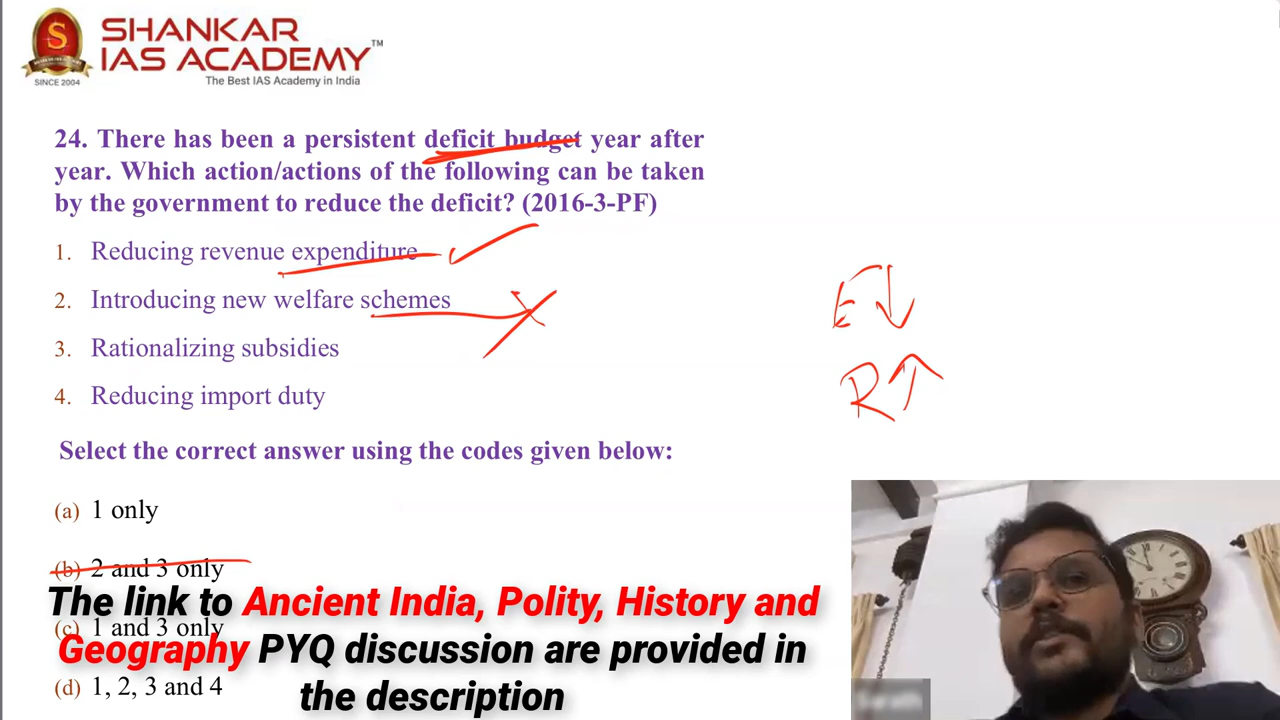 SHANKAR
IAS ACADEMY™
The Best IAS Academy in India
SINCE 2004
24. There has been a persistent deficit budget year after
year. Which action/actions of the following can be taken
by the government to reduce the deficit? (2016-3-PF)
1. Reducing revenue expenditure
2. Introducing new welfare schemes
3. Rationalizing subsidies
4. Reducing import duty
E↓
R↑
Select the correct answer using the codes given below:
(a) 1 only
(b) 2 and 3 only
The link to Ancient India, Polity, History and
(c) 1 and 3 only
Geography PYQ discussion are provided in
(d) 1, 2, 3 and 4
the description